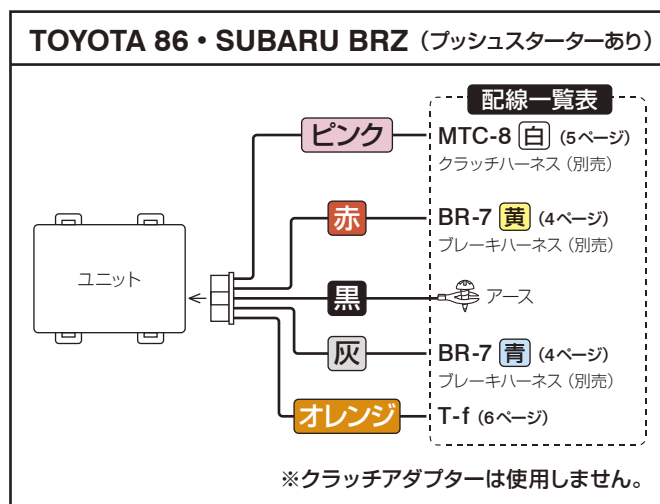 TOYOTA 86・SUBARU BRZ（プッシュスターターあり）
配線一覧表
ピンク MTC-8 白（5ページ）
クラッチハーネス（別売）
赤 BR-7 黄（4ページ）
ブレーキハーネス（別売）
ユニット
黒 アース
灰 BR-7 青（4ページ）
ブレーキハーネス（別売）
オレンジ T-f（6ページ）
※クラッチアダプターは使用しません。